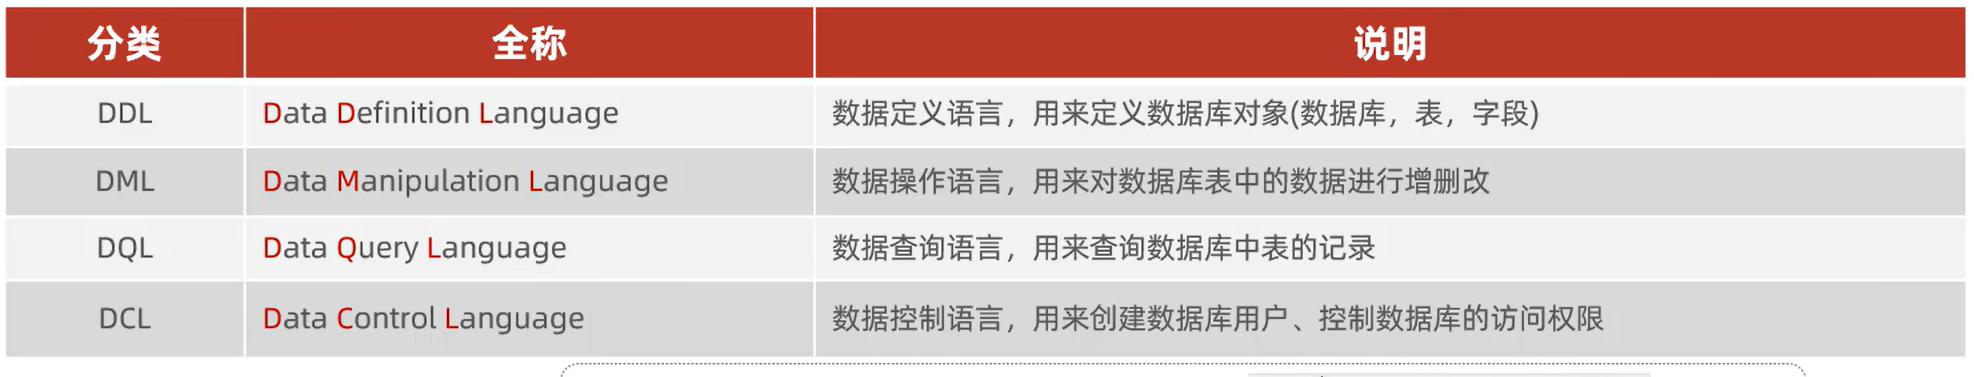 分类 全称 说明
DDL Data Definition Language 数据定义语言，用来定义数据库对象(数据库，表，字段)
DML Data Manipulation Language 数据操作语言，用来对数据库表中的数据进行增删改
DQL Data Query Language 数据查询语言，用来查询数据库中表的记录
DCL Data Control Language 数据控制语言，用来创建数据库用户、控制数据库的访问权限